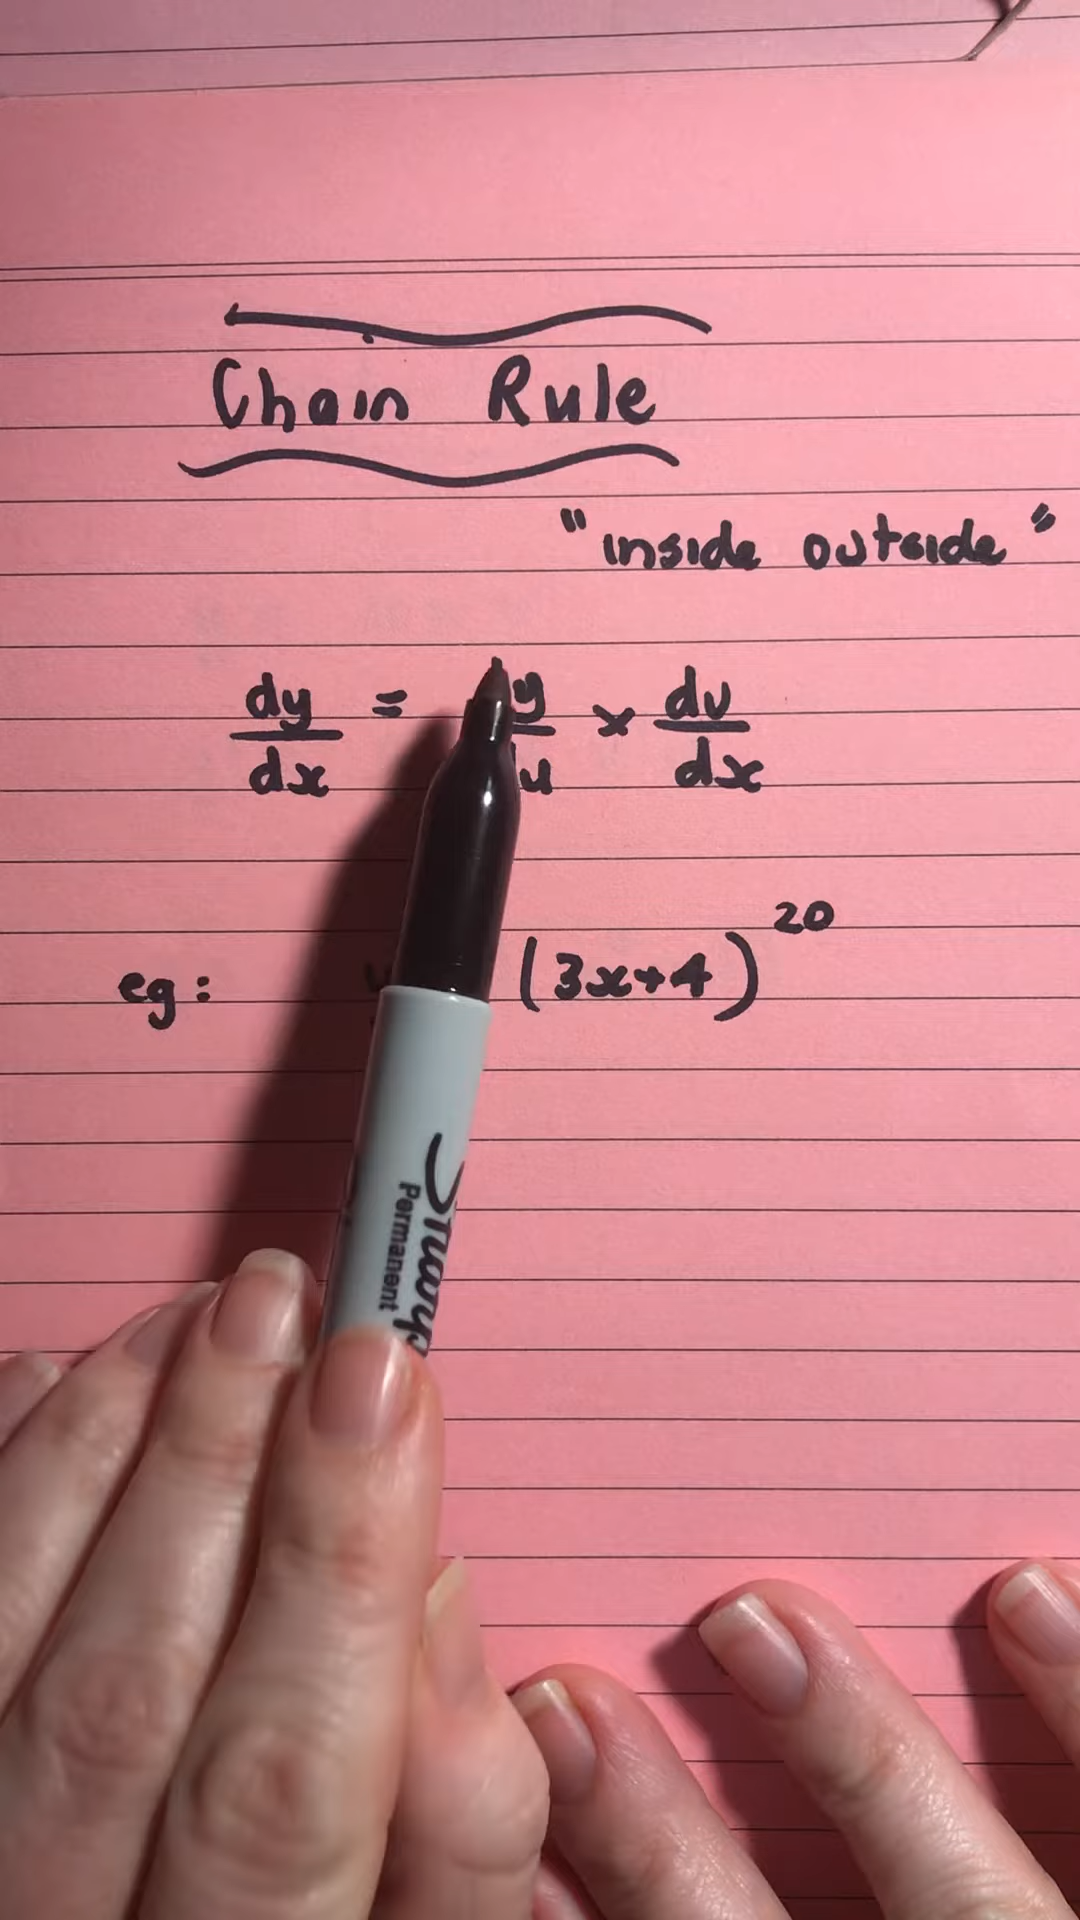 Chain Rule
"inside outside"
dy = y × du
dx u dx
eg: (3x+4)^20
Sharpie
Permanent